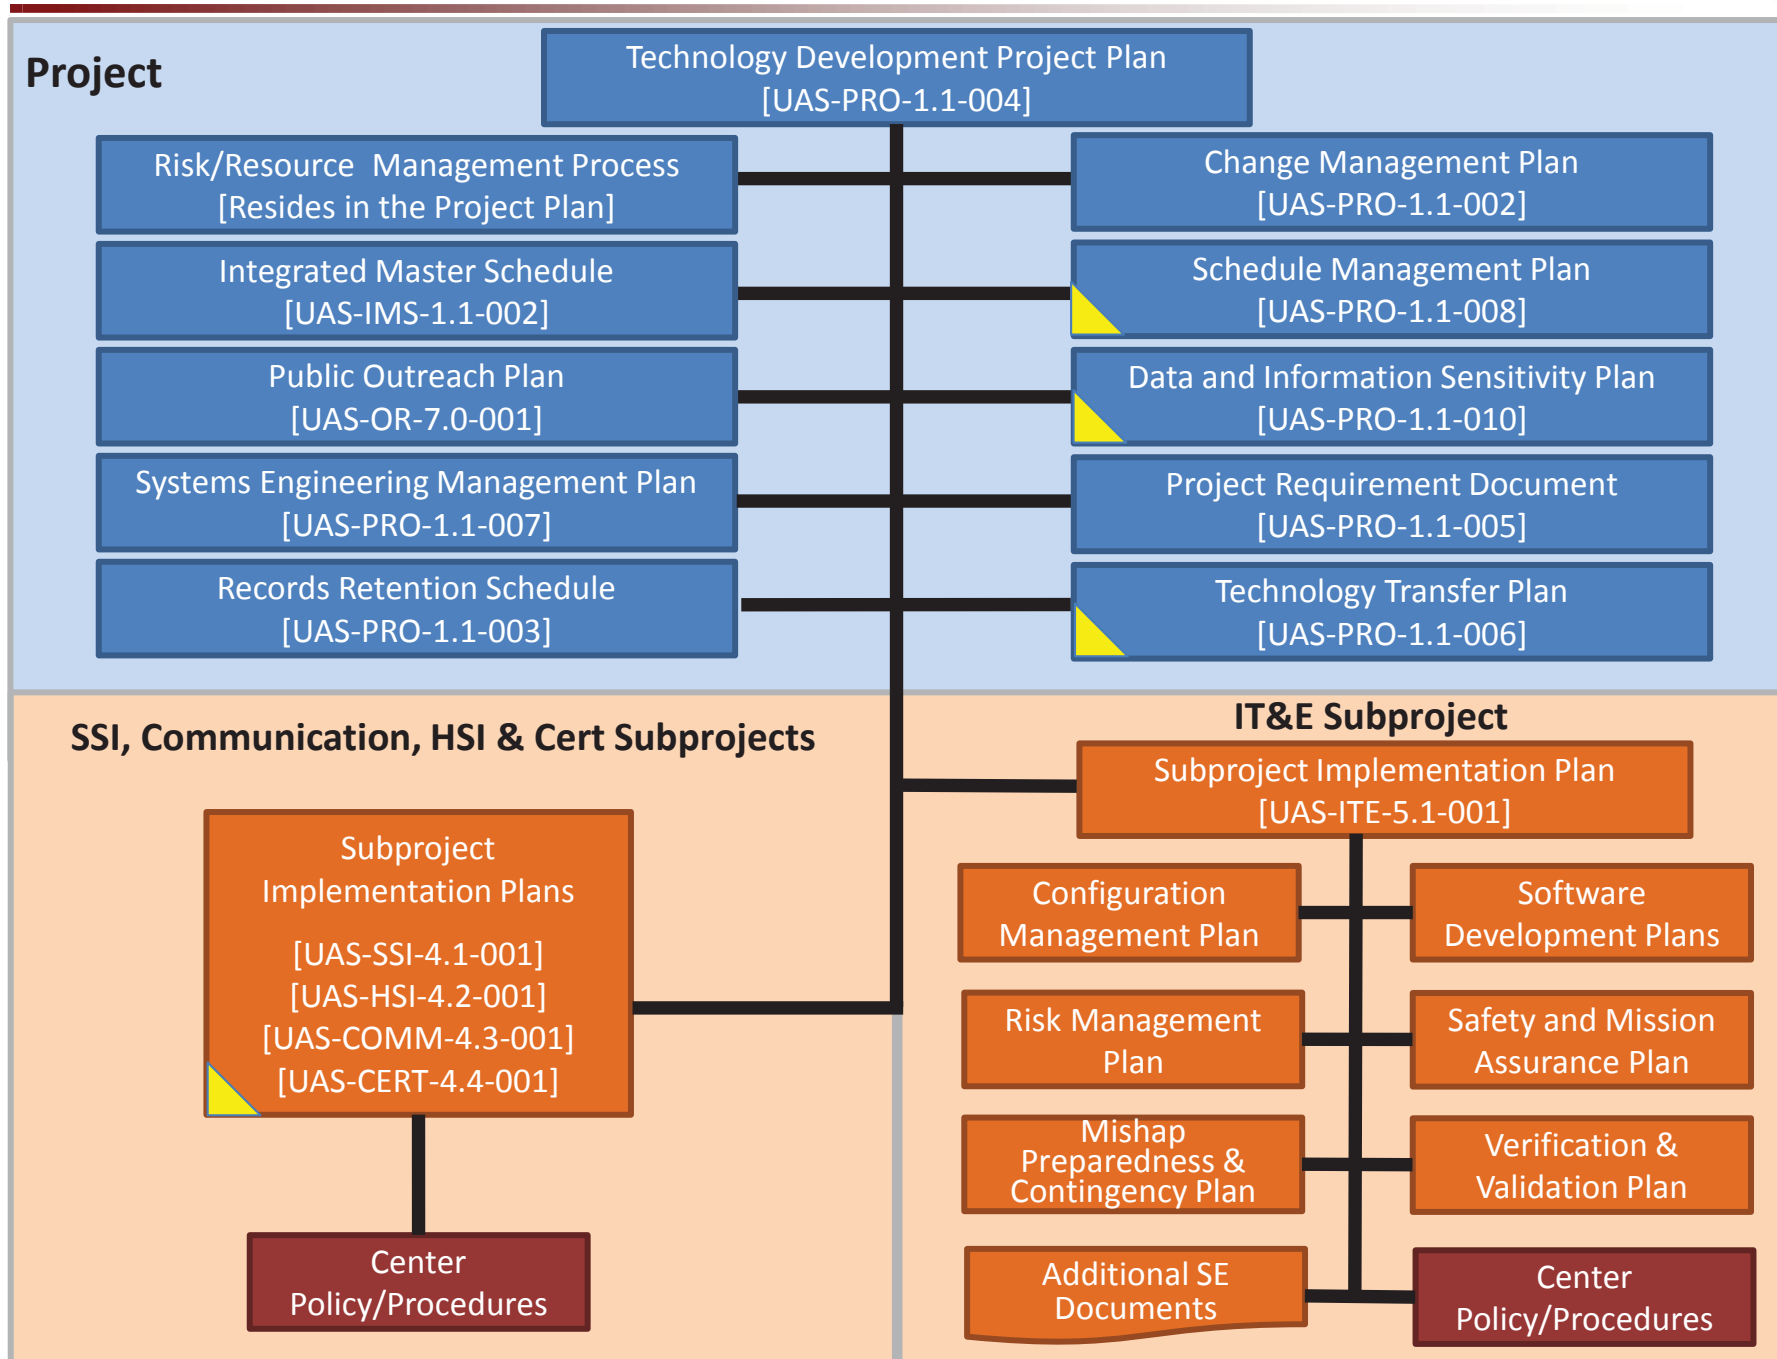 Project
Technology Development Project Plan
[UAS-PRO-1.1-004]
Risk/Resource  Management Process
[Resides in the Project Plan]
Change Management Plan
[UAS-PRO-1.1-002]
Integrated Master Schedule
[UAS-IMS-1.1-002]
Schedule Management Plan
[UAS-PRO-1.1-008]
Public Outreach Plan
[UAS-OR-7.0-001]
Data and Information Sensitivity Plan
[UAS-PRO-1.1-010]
Systems Engineering Management Plan
[UAS-PRO-1.1-007]
Project Requirement Document
[UAS-PRO-1.1-005]
Records Retention Schedule
[UAS-PRO-1.1-003]
Technology Transfer Plan
[UAS-PRO-1.1-006]
SSI, Communication, HSI & Cert Subprojects
Subproject
Implementation Plans
[UAS-SSI-4.1-001]
[UAS-HSI-4.2-001]
[UAS-COMM-4.3-001]
[UAS-CERT-4.4-001]
Center
Policy/Procedures
IT&E Subproject
Subproject Implementation Plan
[UAS-ITE-5.1-001]
Configuration
Management Plan
Software
Development Plans
Risk Management
Plan
Safety and Mission
Assurance Plan
Mishap
Preparedness &
Contingency Plan
Verification &
Validation Plan
Additional SE
Documents
Center
Policy/Procedures